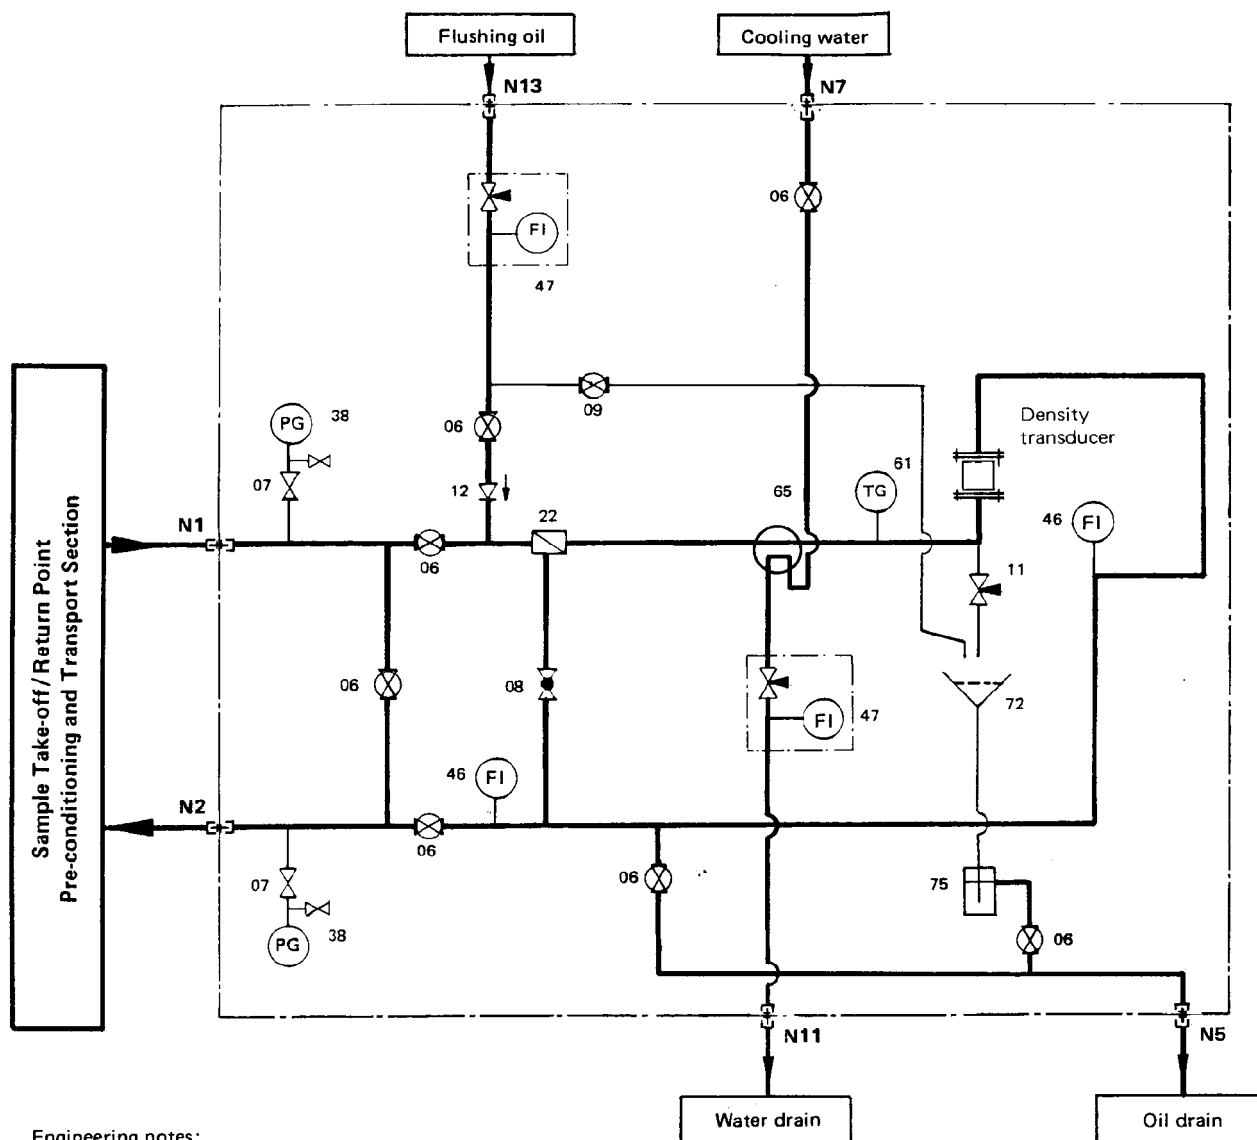 Flushing oil
Cooling water
N13
N7
06
FI
47
09
06
PG
38
07
12
22
65
61
TG
Density
transducer
46
FI
N1
06
11
Sample Take-off/Return Point
Pre-conditioning and Transport Section
06
08
72
FI
47
46
FI
N2
06
06
07
38
PG
75
06
N11
N5
Water drain
Oil drain
Engineering notes: